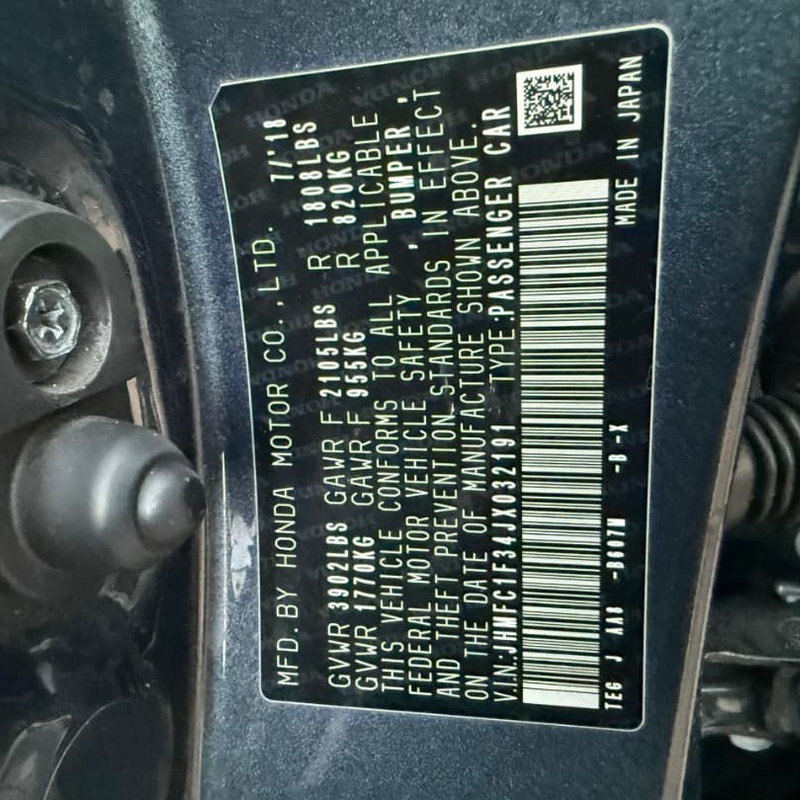 MFD. BY HONDA MOTOR CO., LTD. 7/'18
GVWR 3902LBS GAWR F 2105LBS R 1808LBS
GVWR 1770KG GAWR F 955KG R 820KG
THIS VEHICLE CONFORMS TO ALL APPLICABLE
FEDERAL MOTOR VEHICLE SAFETY, BUMPER,
AND THEFT PREVENTION STANDARDS IN EFFECT
ON THE DATE OF MANUFACTURE SHOWN ABOVE.
V.I.N.:JHMFC1F34JX032191 TYPE:PASSENGER CAR
TEG J AA0 -B607M -B-X MADE IN JAPAN